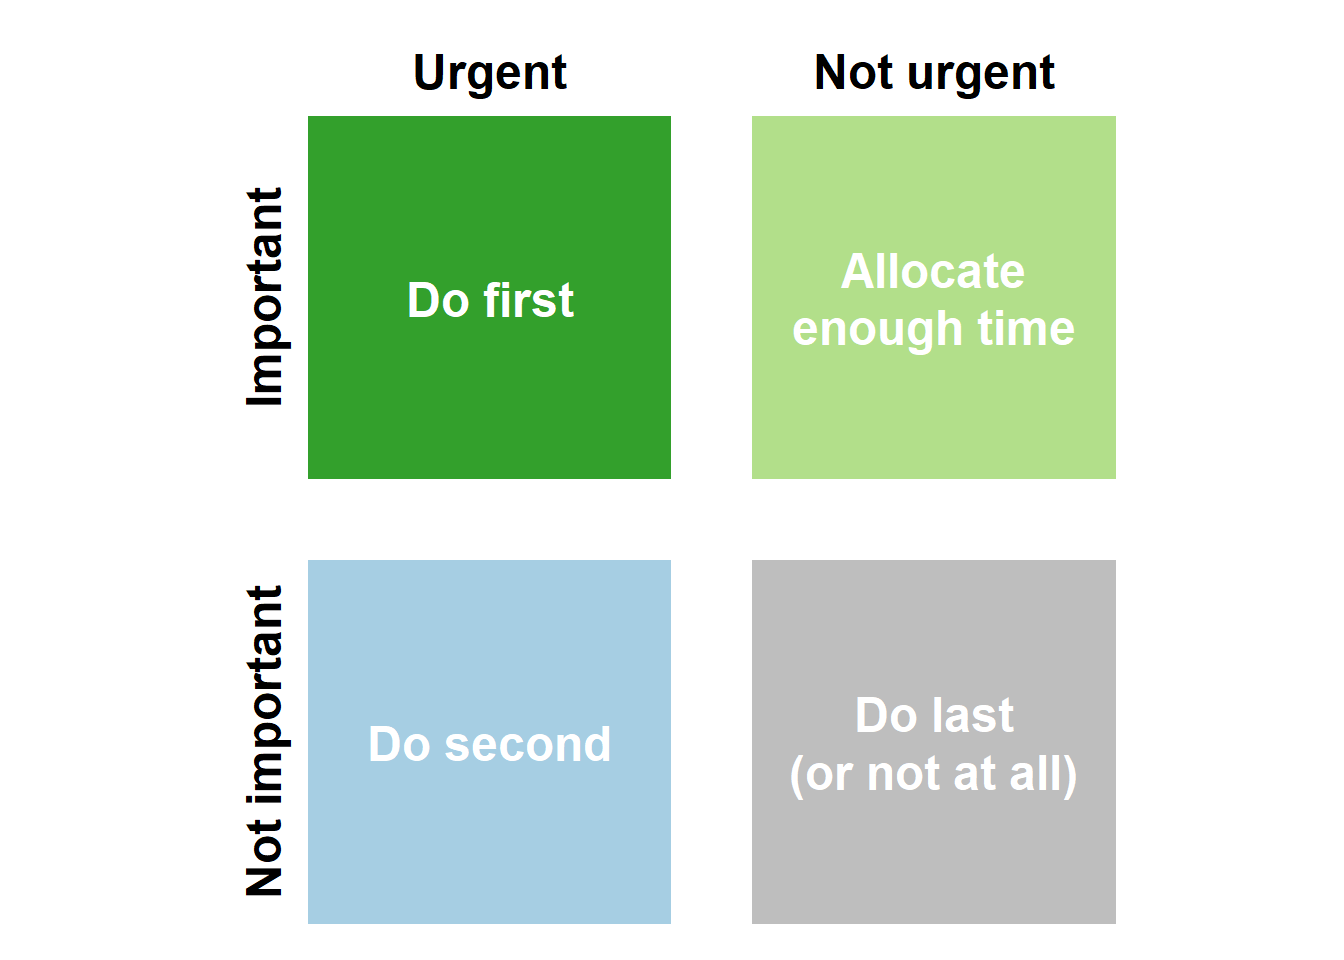 Urgent
Not urgent
Important
Do first
Allocate
enough time
Not important
Do second
Do last
(or not at all)